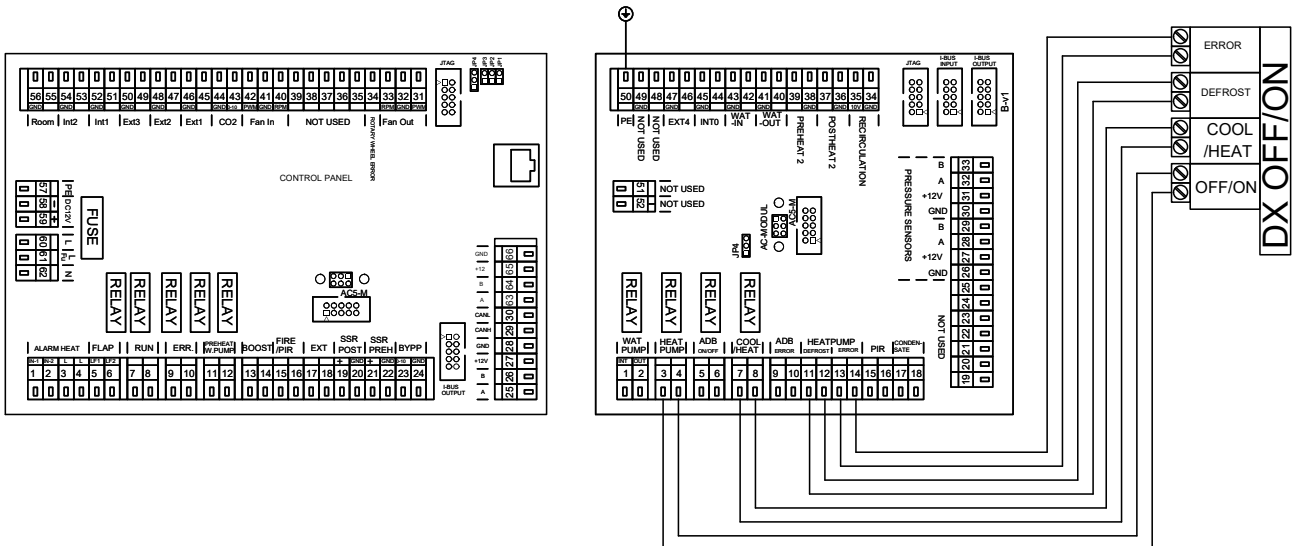 JTAG
JP4
JP3
JP2
JP1
56 55 54 53 52 51 50 49 48 47 46 45 44 43 42 41 40 39 38 37 36 35 34 33 32 31
GND GND GND GND GND GND GND 0-10 PWM GND RPM RPM GND PWM
Room Int2 Int1 Ext3 Ext2 Ext1 CO2 Fan In NOT USED ROTARY WHEEL ERROR Fan Out
CONTROL PANEL
57 58 59
PE DC12V - +
FUSE
60 61 62
L L Fu N
RELAY RELAY RELAY RELAY RELAY
AC5-M
GND 66
+12 65
B 64
A 63
CANL 30
CANH 29
GND 28
+12V 27
B 26
A 25
I-BUS
OUTPUT
ALARM HEAT FLAP RUN ERR. PREHEAT
W.PUMP BOOST FIRE
/PIR EXT SSR
POST SSR
PREH BYPP
IN-1 IN-2 L L LF1 LF2 + GND + GND 0-10 GND
1 2 3 4 5 6 7 8 9 10 11 12 13 14 15 16 17 18 19 20 21 22 23 24
JTAG
I-BUS
INPUT
I-BUS
OUTPUT
50 49 48 47 46 45 44 43 42 41 40 39 38 37 36 35 34
GND GND GND GND GND GND GND 10V GND
PE NOT USED NOT USED EXT4 INT0 WAT
-IN WAT
-OUT PREHEAT 2 POSTHEAT 2 RECIRCULATION
51 NOT USED
52 NOT USED
AC-MODUL
AC5-M
JP4
PRESSURE SENSORS
B 33
A 32
+12V 31
GND 30
B 29
A 28
+12V 27
GND 26
NOT USED
25
24
23
22
21
20
19
RELAY RELAY RELAY RELAY
WAT
PUMP HEAT
PUMP ADB
ON/OFF COOL
/HEAT ADB
ERROR HEATPUMP
DEFROST ERROR PIR CONDEN-
SATE
INT OUT
1 2 3 4 5 6 7 8 9 10 11 12 13 14 15 16 17 18
ERROR
DEFROST
COOL
/HEAT
OFF/ON
DX OFF/ON